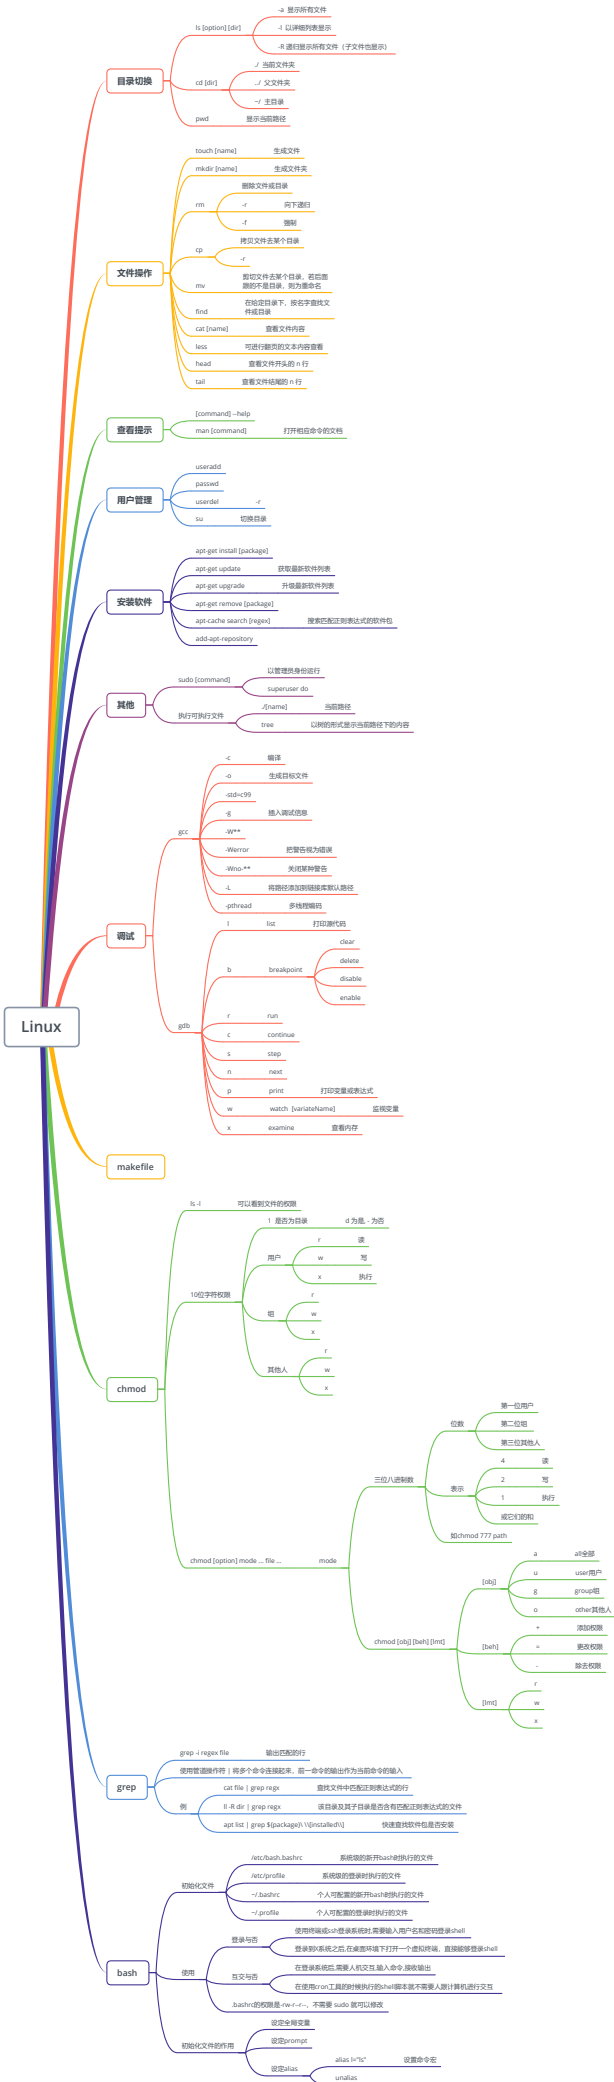 Linux
目录切换
ls [option] [dir]
-a 显示所有文件
-l 以详细列表显示
-R 递归显示所有文件（子文件也显示）
cd [dir]
./ 当前文件夹
../ 父文件夹
~/ 主目录
pwd 显示当前路径
文件操作
touch [name] 生成文件
mkdir [name] 生成文件夹
rm
删除文件或目录
-r 向下递归
-f 强制
cp
拷贝文件去某个目录
-r
mv
剪切文件去某个目录，若后面
跟的不是目录，则为重命名
find
在给定目录下，按名字查找文
件或目录
cat [name] 查看文件内容
less 可进行翻页的文本内容查看
head 查看文件开头的 n 行
tail 查看文件结尾的 n 行
查看提示
[command] --help
man [command] 打开相应命令的文档
用户管理
useradd
passwd
userdel -r
su 切换目录
安装软件
apt-get install [package]
apt-get update 获取最新软件列表
apt-get upgrade 升级最新软件列表
apt-get remove [package]
apt-cache search [regex] 搜索匹配正则表达式的软件包
add-apt-repository
其他
sudo [command]
以管理员身份运行
superuser do
执行可执行文件
./[name] 当前路径
tree 以树的形式显示当前路径下的内容
调试
gcc
-c 编译
-o 生成目标文件
-std=c99
-g 插入调试信息
-W**
-Werror 把警告视为错误
-Wno-** 关闭某种警告
-L 将路径添加到链接库默认路径
-pthread 多线程编码
gdb
l list 打印源代码
b breakpoint
clear
delete
disable
enable
r run
c continue
s step
n next
p print 打印变量或表达式
w watch [variateName] 监视变量
x examine 查看内存
makefile
chmod
ls -l 可以看到文件的权限
10位字符权限
1 是否为目录 d 为是, - 为否
用户
r 读
w 写
x 执行
组
r
w
x
其他人
r
w
x
chmod [option] mode ... file ... mode
三位八进制数
位数
第一位用户
第二位组
第三位其他人
表示
4 读
2 写
1 执行
或它们的和
如chmod 777 path
chmod [obj] [beh] [lmt]
[obj]
a all全部
u user用户
g group组
o other其他人
[beh]
+ 添加权限
= 更改权限
- 除去权限
[lmt]
r
w
x
grep
grep -i regex file 输出匹配的行
使用管道操作符 | 将多个命令连接起来，前一命令的输出作为当前命令的输入
例
cat file | grep regx 查找文件中匹配正则表达式的行
ll -R dir | grep regx 该目录及其子目录是否含有匹配正则表达式的文件
apt list | grep ${package}\ \\[installed\\] 快速查找软件包是否安装
bash
初始化文件
/etc/bash.bashrc 系统级的新开bash时执行的文件
/etc/profile 系统级的登录时执行的文件
~/.bashrc 个人可配置的新开bash时执行的文件
~/.profile 个人可配置的登录时执行的文件
使用
登录与否
使用终端或ssh登录系统时,需要输入用户名和密码登录shell
登录到X系统之后,在桌面环境下打开一个虚拟终端，直接能够登录shell
互交与否
在登录系统后,需要人机交互,输入命令,接收输出
在使用cron工具的时候执行的shell脚本就不需要人跟计算机进行交互
.bashrc的权限是-rw-r--r--，不需要 sudo 就可以修改
初始化文件的作用
设定全局变量
设定prompt
设定alias
alias l="ls" 设置命令宏
unalias